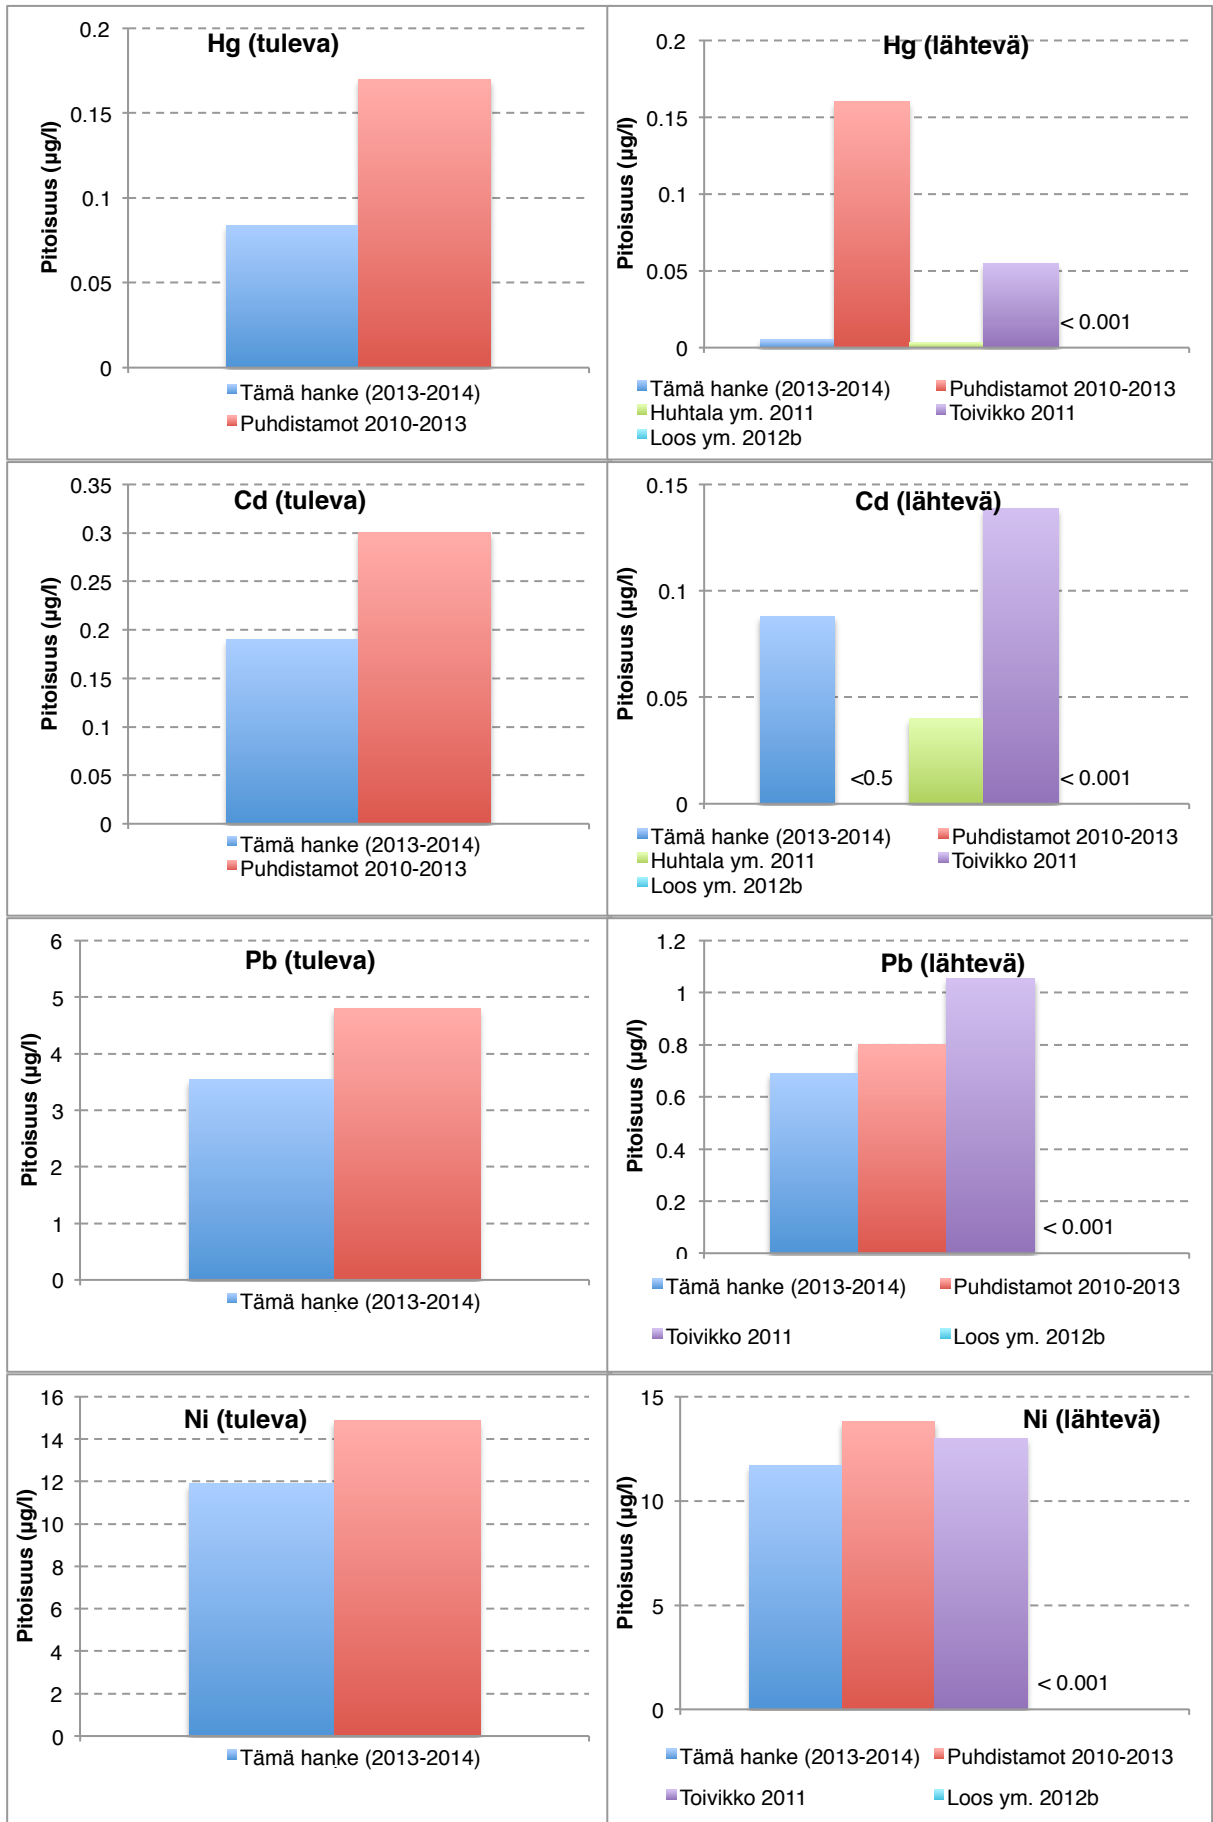 Hg (tuleva)
Pitoisuus (µg/l)
0.2
0.15
0.1
0.05
0
Tämä hanke (2013-2014)
Puhdistamot 2010-2013
Hg (lähtevä)
Pitoisuus (µg/l)
0.2
0.15
0.1
0.05
0
< 0.001
Tämä hanke (2013-2014) Puhdistamot 2010-2013
Huhtala ym. 2011 Toivikko 2011
Loos ym. 2012b
Cd (tuleva)
Pitoisuus (µg/l)
0.35
0.3
0.25
0.2
0.15
0.1
0.05
0
Tämä hanke (2013-2014)
Puhdistamot 2010-2013
Cd (lähtevä)
Pitoisuus (µg/l)
0.15
0.1
0.05
0
<0.5
< 0.001
Tämä hanke (2013-2014) Puhdistamot 2010-2013
Huhtala ym. 2011 Toivikko 2011
Loos ym. 2012b
Pb (tuleva)
Pitoisuus (µg/l)
6
5
4
3
2
1
0
Tämä hanke (2013-2014)
Pb (lähtevä)
Pitoisuus (µg/l)
1.2
1
0.8
0.6
0.4
0.2
0
< 0.001
Tämä hanke (2013-2014) Puhdistamot 2010-2013
Toivikko 2011 Loos ym. 2012b
Ni (tuleva)
Pitoisuus (µg/l)
16
14
12
10
8
6
4
2
0
Tämä hanke (2013-2014)
Ni (lähtevä)
Pitoisuus (µg/l)
15
10
5
0
< 0.001
Tämä hanke (2013-2014) Puhdistamot 2010-2013
Toivikko 2011 Loos ym. 2012b